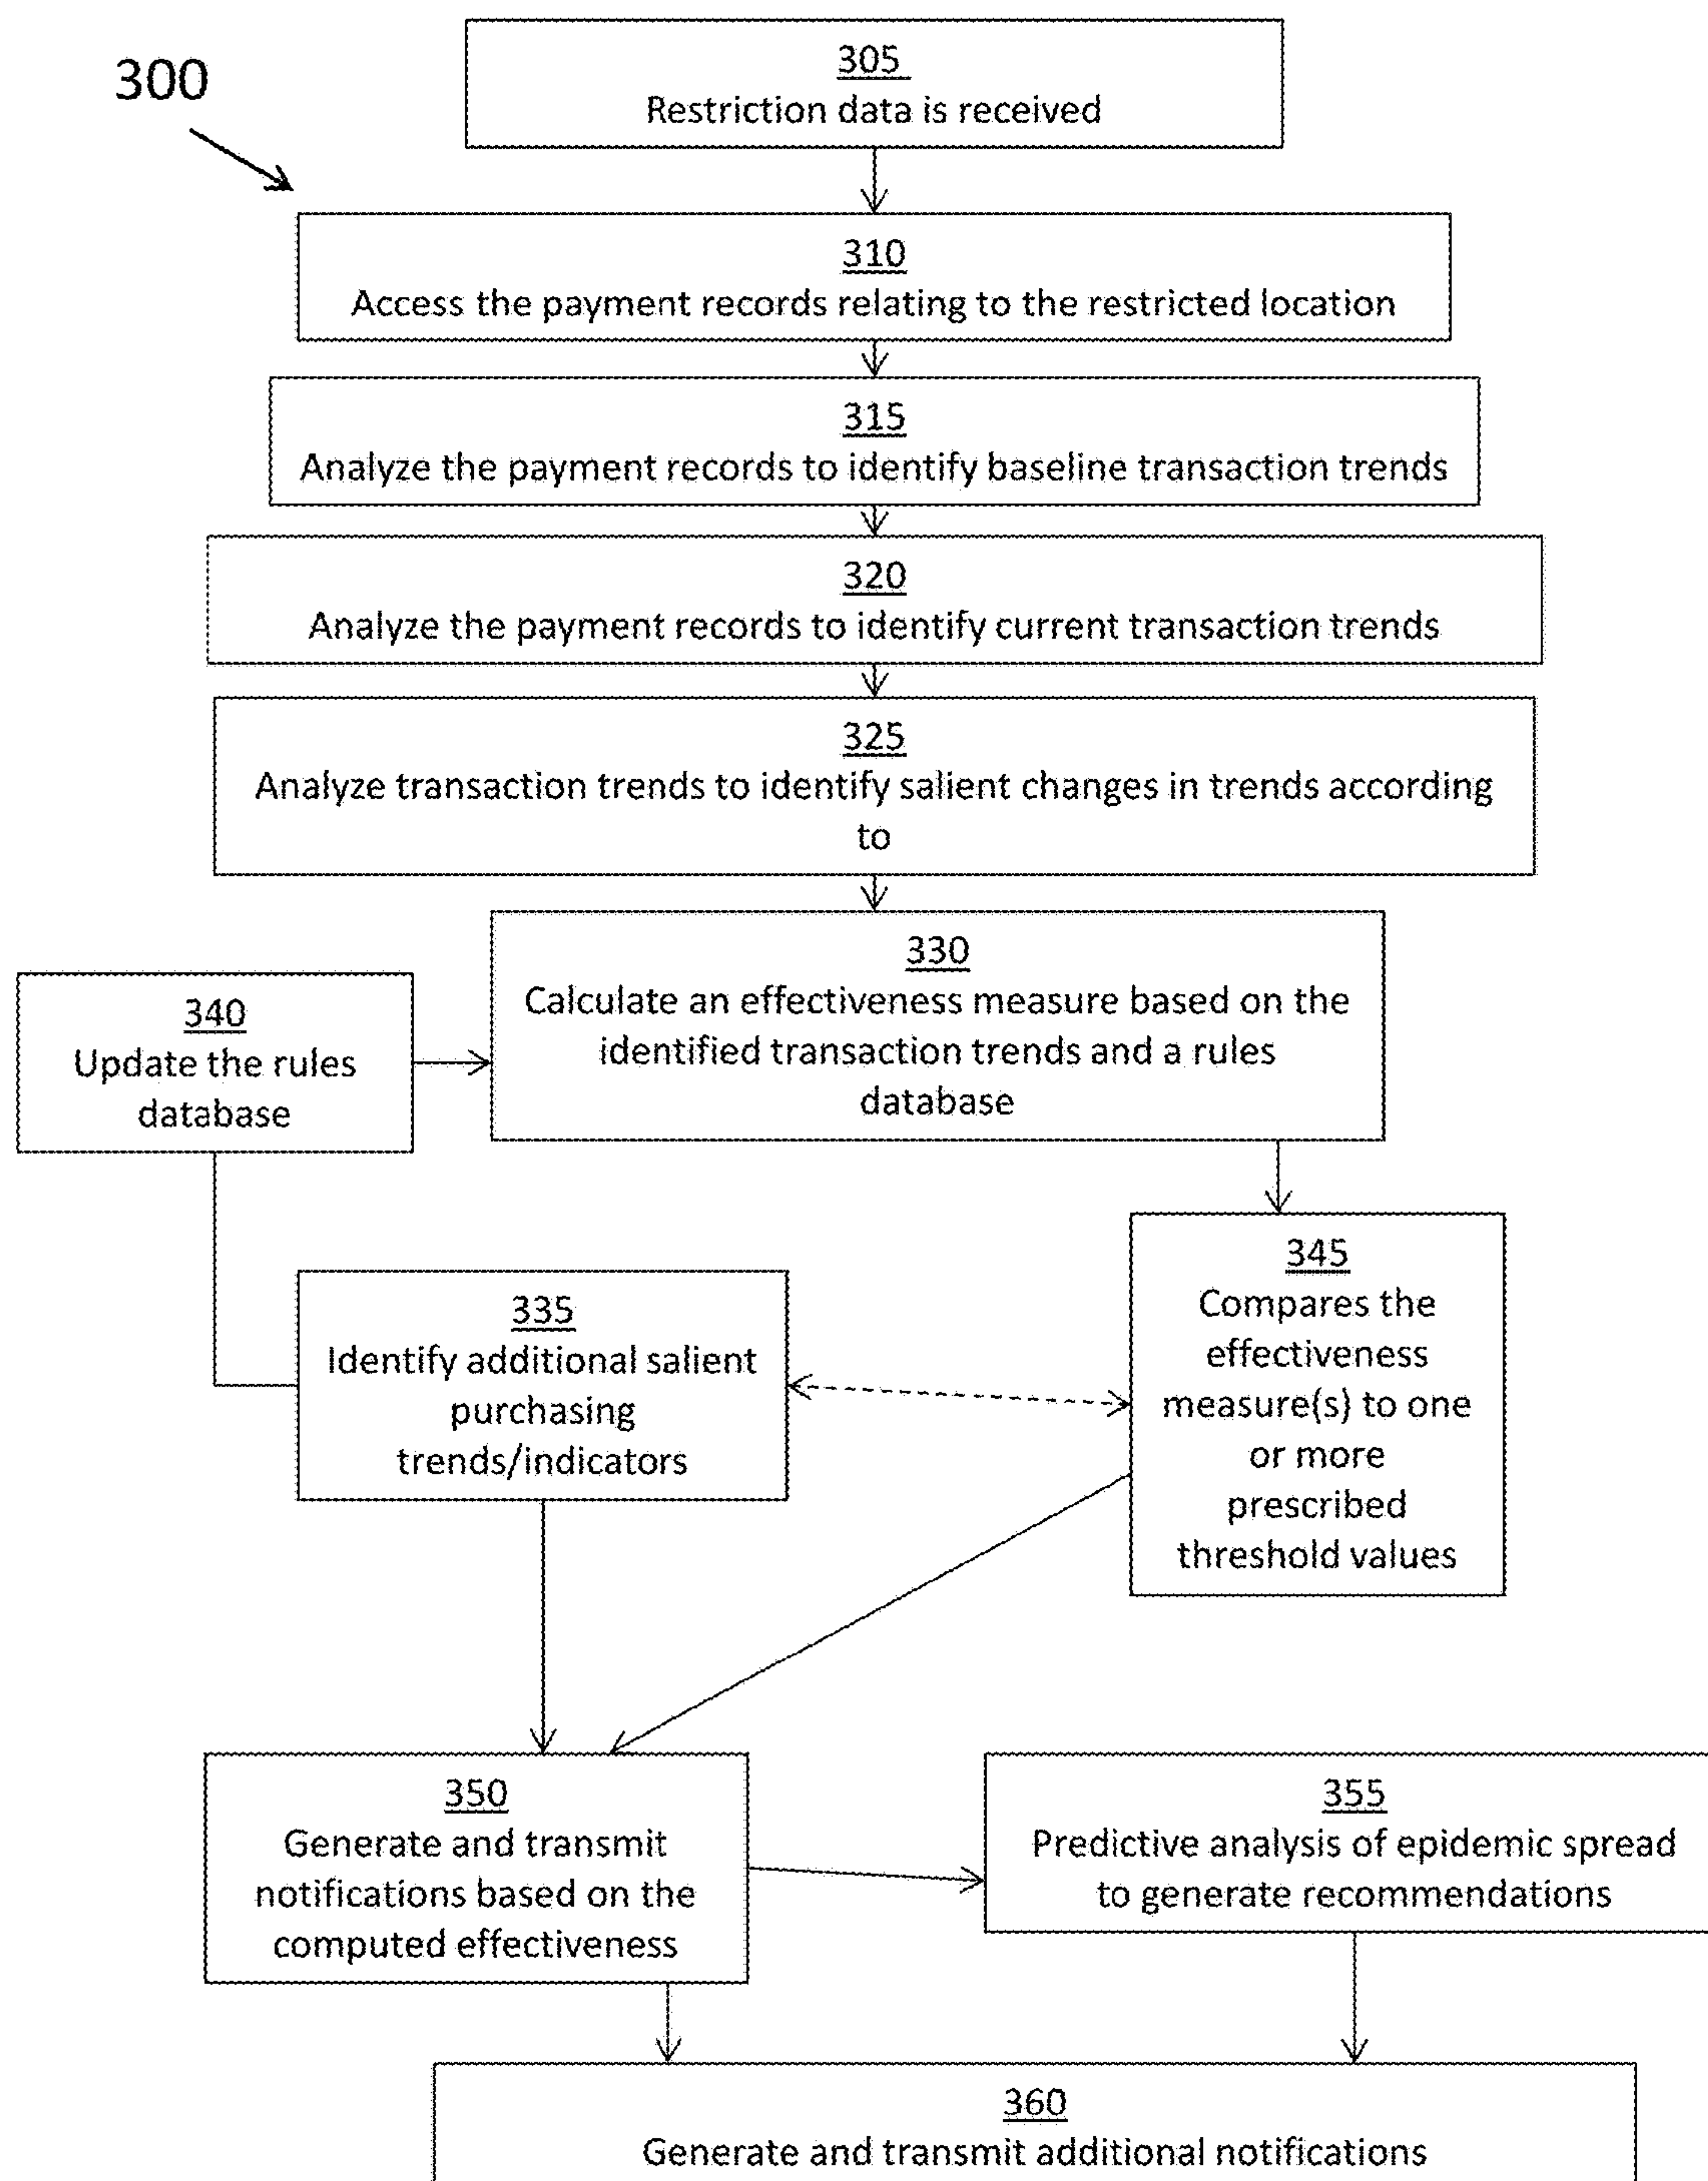 300
305
Restriction data is received
310
Access the payment records relating to the restricted location
315
Analyze the payment records to identify baseline transaction trends
320
Analyze the payment records to identify current transaction trends
325
Analyze transaction trends to identify salient changes in trends according
to
330
Calculate an effectiveness measure based on the
identified transaction trends and a rules
database
340
Update the rules
database
345
Compares the
effectiveness
measure(s) to one
or more
prescribed
threshold values
335
Identify additional salient
purchasing
trends/indicators
350
Generate and transmit
notifications based on the
computed effectiveness
355
Predictive analysis of epidemic spread
to generate recommendations
360
Generate and transmit additional notifications